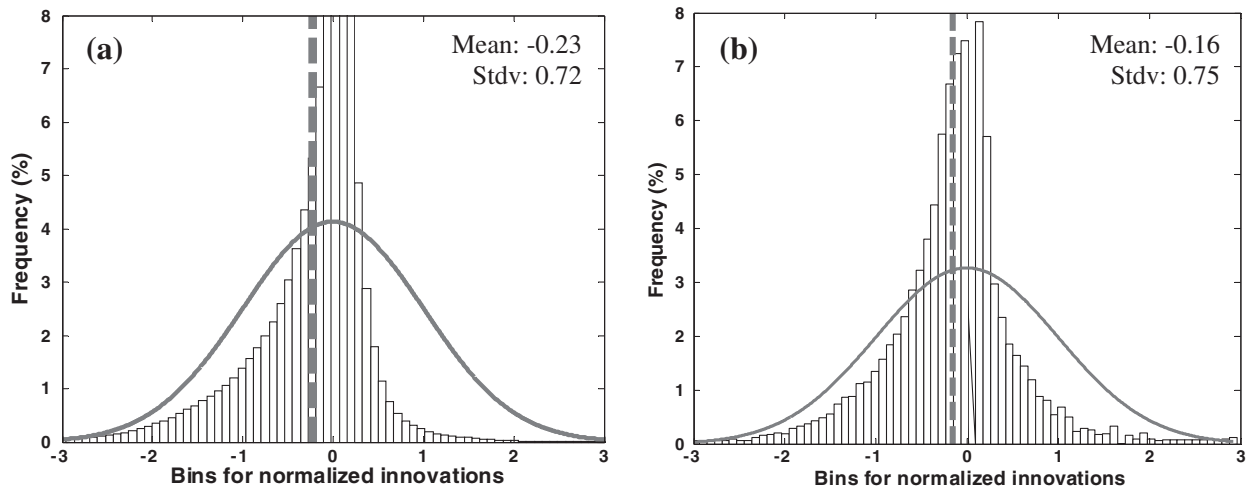 (a)
Mean: -0.23
Stdv: 0.72
8
7
6
5
4
3
2
1
0
Frequency (%)
-3 -2 -1 0 1 2 3
Bins for normalized innovations
(b)
Mean: -0.16
Stdv: 0.75
8
7
6
5
4
3
2
1
0
Frequency (%)
-3 -2 -1 0 1 2 3
Bins for normalized innovations